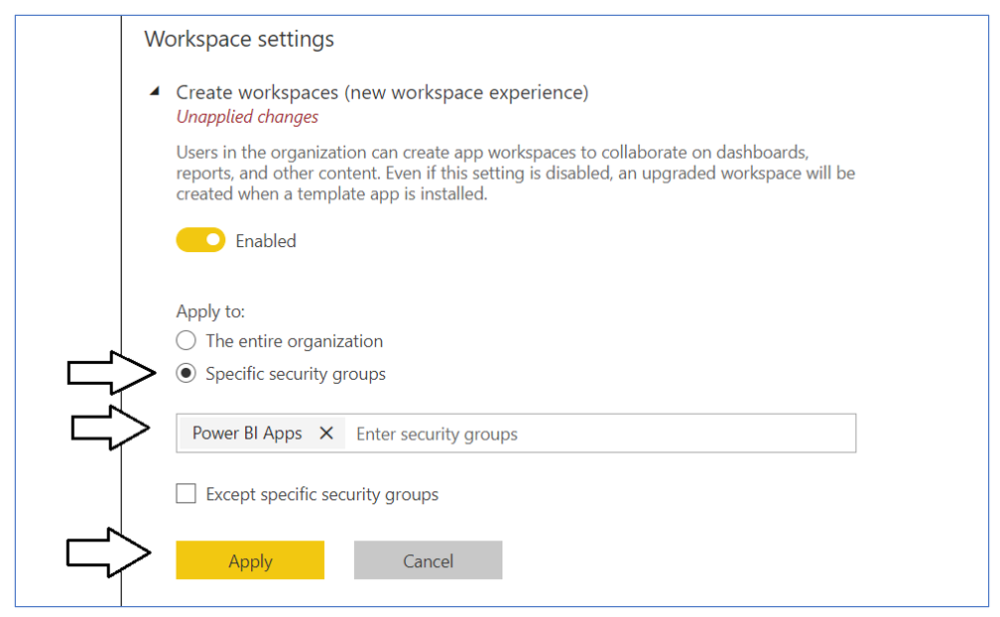 Workspace settings
Create workspaces (new workspace experience)
Unapplied changes
Users in the organization can create app workspaces to collaborate on dashboards,
reports, and other content. Even if this setting is disabled, an upgraded workspace will be
created when a template app is installed.
Enabled
Apply to:
The entire organization
Specific security groups
Power BI Apps Enter security groups
Except specific security groups
Apply Cancel